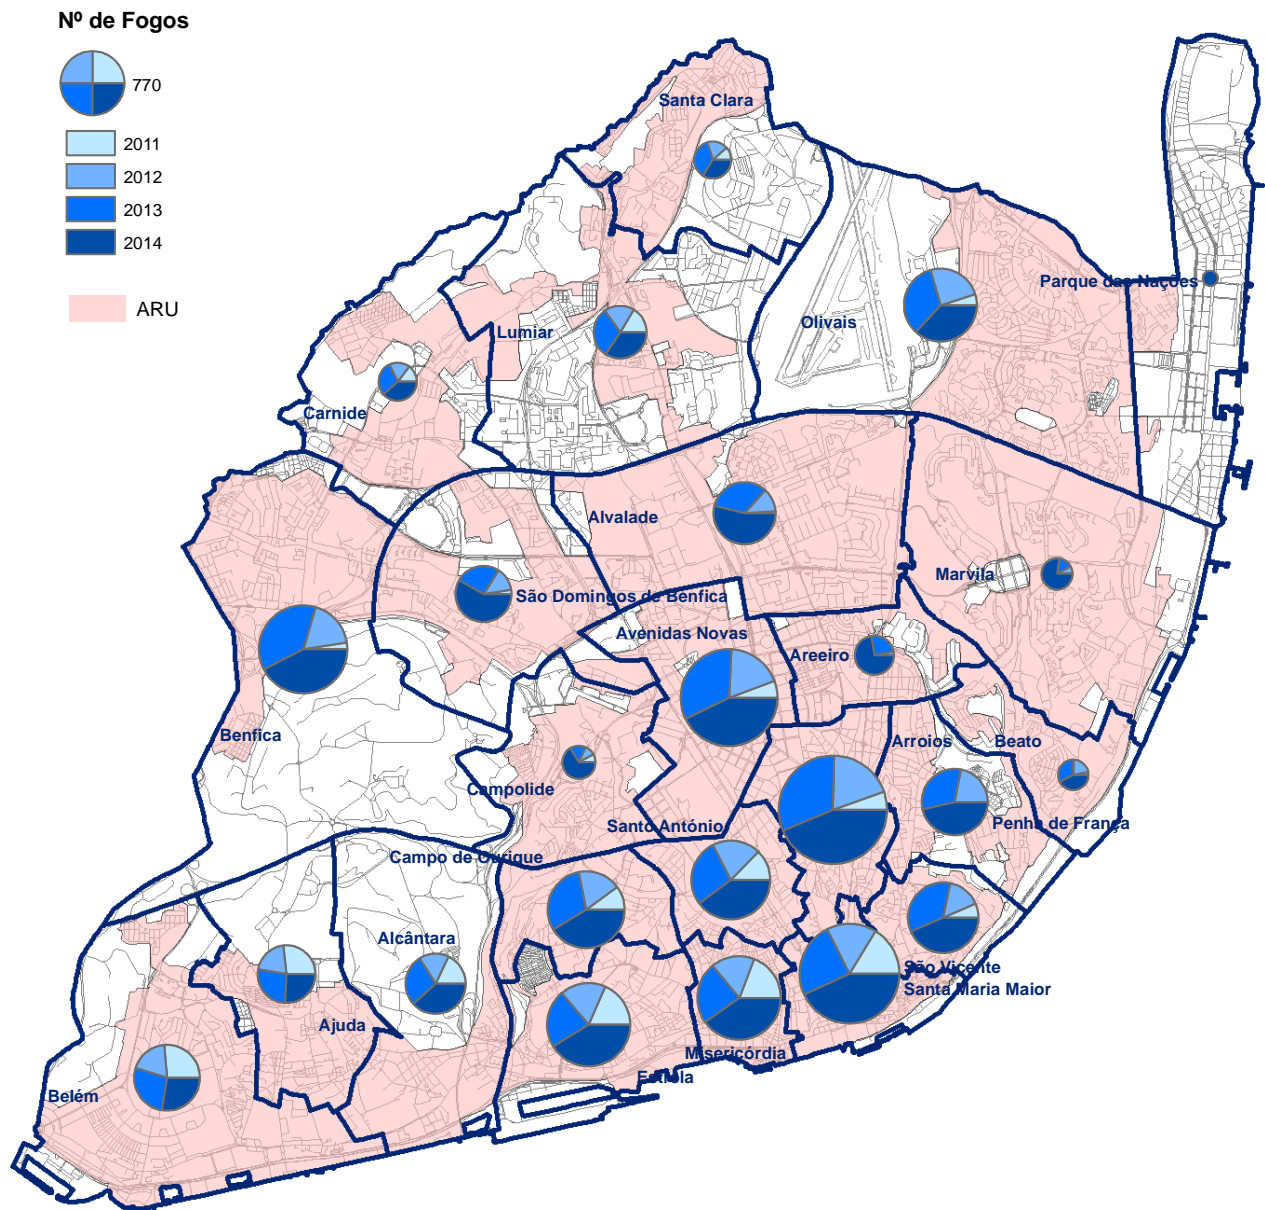 Nº de Fogos
770
2011
2012
2013
2014
ARU
Santa Clara
Parque das Nações
Olivais
Lumiar
Carnide
Alvalade
Marvila
São Domingos de Benfica
Avenidas Novas
Areeiro
Benfica
Arroios
Beato
Campolide
Santo António
Penha de França
Campo de Ourique
Alcântara
São Vicente
Santa Maria Maior
Ajuda
Misericórdia
Estrela
Belém